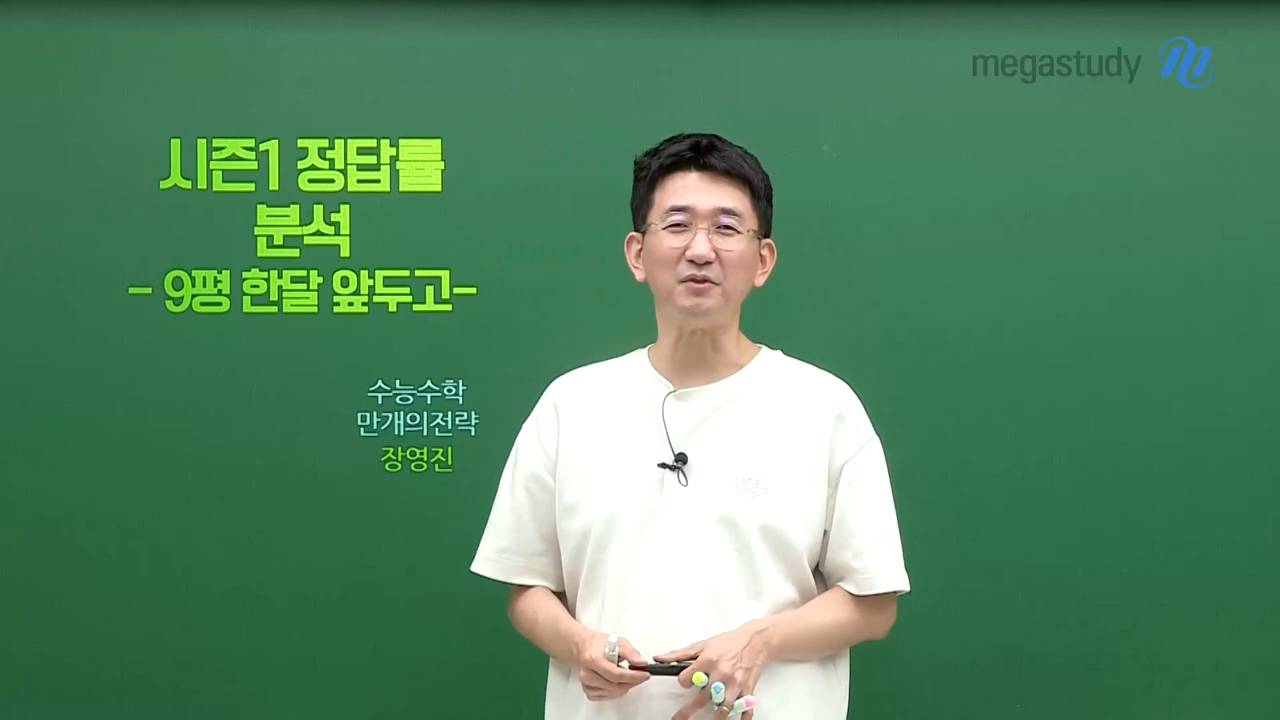 megastudy
시즌1 정답률
분석
- 9평 한달 앞두고-
수능수학
만개의전략
장영진